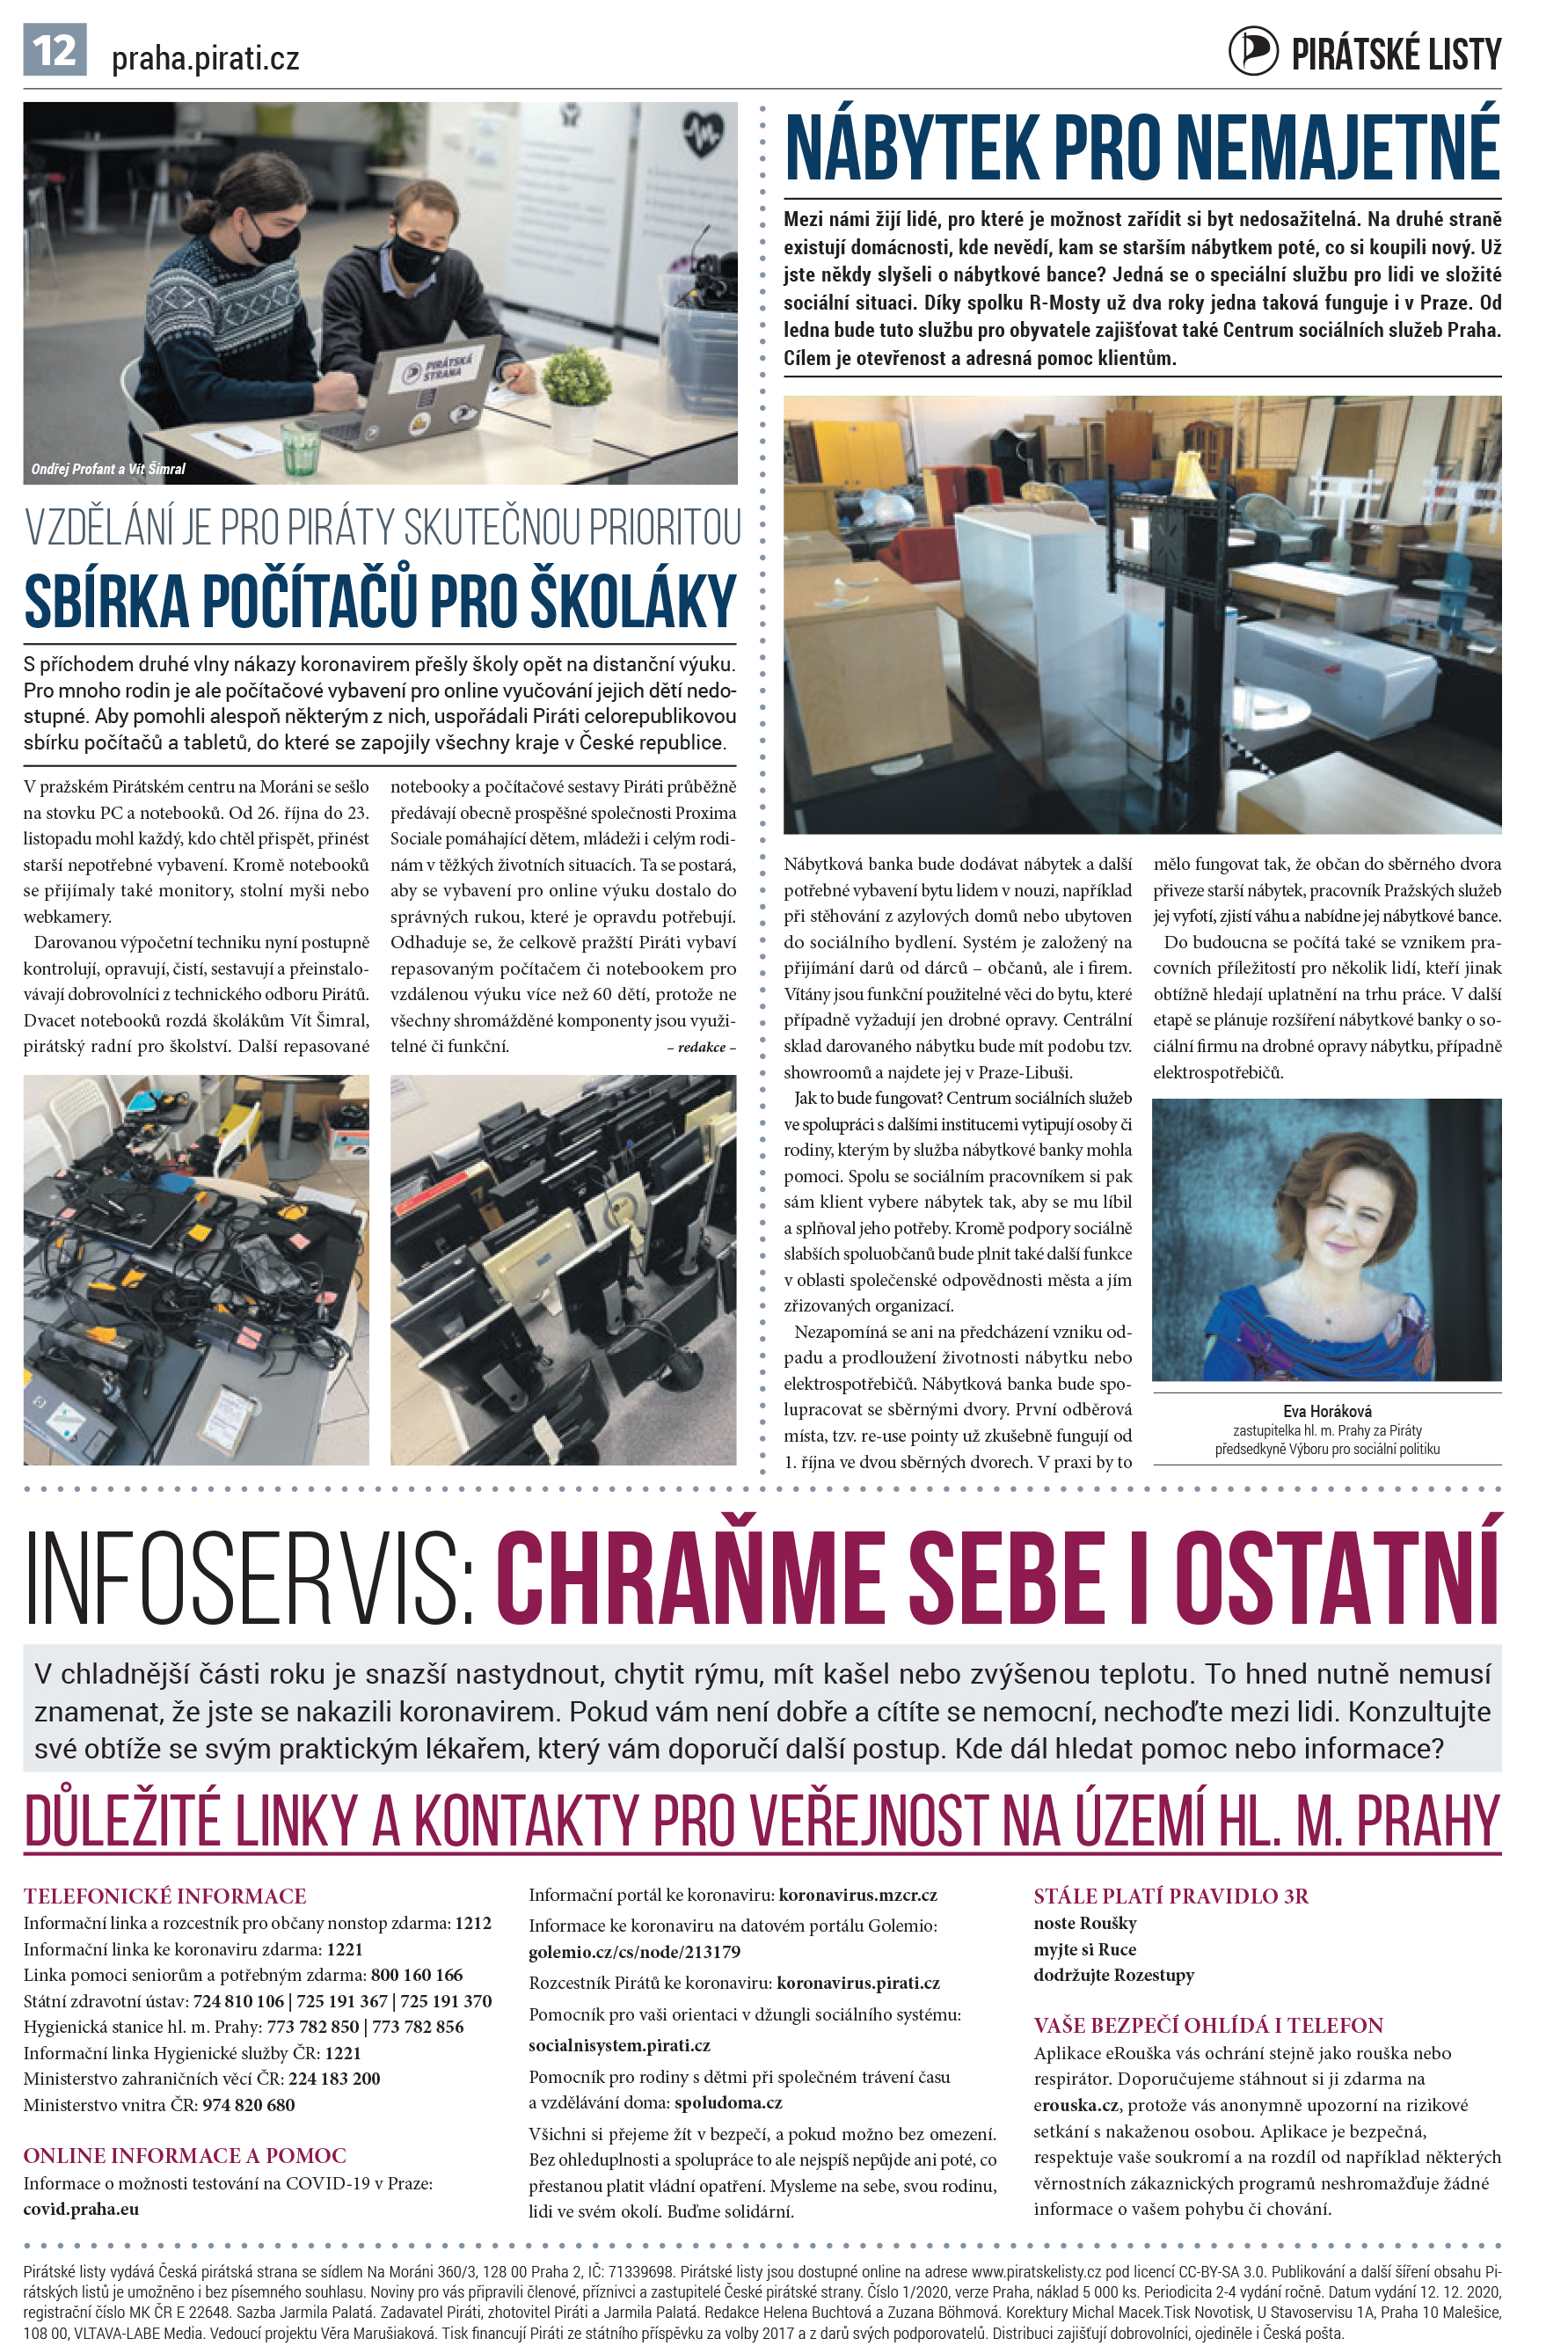 12
praha.pirati.cz
PIRÁTSKÉ LISTY
PIRÁTSKÁ
STRANA
Ondřej Profant a Vít Šimral
VZDĚLÁNÍ JE PRO PIRÁTY SKUTEČNOU PRIORITOU
SBÍRKA POČÍTAČŮ PRO ŠKOLÁKY
S příchodem druhé vlny nákazy koronavirem přešly školy opět na distanční výuku.
Pro mnoho rodin je ale počítačové vybavení pro online vyučování jejich dětí nedo-
stupné. Aby pomohli alespoň některým z nich, uspořádali Piráti celorepublikovou
sbírku počítačů a tabletů, do které se zapojily všechny kraje v České republice.
V pražském Pirátském centru na Moráni se sešlo
na stovku PC a notebooků. Od 26. října do 23.
listopadu mohl každý, kdo chtěl přispět, přinést
starší nepotřebné vybavení. Kromě notebooků
se přijímaly také monitory, stolní myši nebo
webkamery.
Darovanou výpočetní techniku nyní postupně
kontrolují, opravují, čistí, sestavují a přeinstalo-
vávají dobrovolníci z technického odboru Pirátů.
Dvacet notebooků rozdá školákům Vít Šimral,
pirátský radní pro školství. Další repasované
notebooky a počítačové sestavy Piráti průběžně
předávají obecně prospěšné společnosti Proxima
Sociale pomáhající dětem, mládeži i celým rodi-
nám v těžkých životních situacích. Ta se postará,
aby se vybavení pro online výuku dostalo do
správných rukou, které je opravdu potřebují.
Odhaduje se, že celkově pražští Piráti vybaví
repasovaným počítačem či notebookem pro
vzdálenou výuku více než 60 dětí, protože ne
všechny shromážděné komponenty jsou využi-
telné či funkční. – redakce –
NÁBYTEK PRO NEMAJETNÉ
Mezi námi žijí lidé, pro které je možnost zařídit si byt nedosažitelná. Na druhé straně
existují domácnosti, kde nevědí, kam se starším nábytkem poté, co si koupili nový. Už
jste někdy slyšeli o nábytkové bance? Jedná se o speciální službu pro lidi ve složité
sociální situaci. Díky spolku R-Mosty už dva roky jedna taková funguje i v Praze. Od
ledna bude tuto službu pro obyvatele zajišťovat také Centrum sociálních služeb Praha.
Cílem je otevřenost a adresná pomoc klientům.
Nábytková banka bude dodávat nábytek a další
potřebné vybavení bytu lidem v nouzi, například
při stěhování z azylových domů nebo ubytoven
do sociálního bydlení. Systém je založený na
přijímání darů od dárců – občanů, ale i firem.
Vítány jsou funkční použitelné věci do bytu, které
případně vyžadují jen drobné opravy. Centrální
sklad darovaného nábytku bude mít podobu tzv.
showroomů a najdete jej v Praze-Libuši.
Jak to bude fungovat? Centrum sociálních služeb
ve spolupráci s dalšími institucemi vytipují osoby či
rodiny, kterým by služba nábytkové banky mohla
pomoci. Spolu se sociálním pracovníkem si pak
sám klient vybere nábytek tak, aby se mu líbil
a splňoval jeho potřeby. Kromě podpory sociálně
slabších spoluobčanů bude plnit také další funkce
v oblasti společenské odpovědnosti města a jím
zřizovaných organizací.
Nezapomíná se ani na předcházení vzniku od-
padu a prodloužení životnosti nábytku nebo
elektrospotřebičů. Nábytková banka bude spo-
lupracovat se sběrnými dvory. První odběrová
místa, tzv. re-use pointy už zkušebně fungují od
1. října ve dvou sběrných dvorech. V praxi by to
mělo fungovat tak, že občan do sběrného dvora
přiveze starší nábytek, pracovník Pražských služeb
jej vyfotí, zjistí váhu a nabídne jej nábytkové bance.
Do budoucna se počítá také se vznikem pra-
covních příležitostí pro několik lidí, kteří jinak
obtížně hledají uplatnění na trhu práce. V další
etapě se plánuje rozšíření nábytkové banky o so-
ciální firmu na drobné opravy nábytku, případně
elektrospotřebičů.
Eva Horáková
zastupitelka hl. m. Prahy za Piráty
předsedkyně Výboru pro sociální politiku
INFOSERVIS: CHRAŇME SEBE I OSTATNÍ
V chladnější části roku je snazší nastydnout, chytit rýmu, mít kašel nebo zvýšenou teplotu. To hned nutně nemusí
znamenat, že jste se nakazili koronavirem. Pokud vám není dobře a cítíte se nemocní, nechoďte mezi lidi. Konzultujte
své obtíže se svým praktickým lékařem, který vám doporučí další postup. Kde dál hledat pomoc nebo informace?
DŮLEŽITÉ LINKY A KONTAKTY PRO VEŘEJNOST NA ÚZEMÍ HL. M. PRAHY
TELEFONICKÉ INFORMACE
Informační linka a rozcestník pro občany nonstop zdarma: 1212
Informační linka ke koronaviru zdarma: 1221
Linka pomoci seniorům a potřebným zdarma: 800 160 166
Státní zdravotní ústav: 724 810 106 | 725 191 367 | 725 191 370
Hygienická stanice hl. m. Prahy: 773 782 850 | 773 782 856
Informační linka Hygienické služby ČR: 1221
Ministerstvo zahraničních věcí ČR: 224 183 200
Ministerstvo vnitra ČR: 974 820 680
ONLINE INFORMACE A POMOC
Informace o možnosti testování na COVID-19 v Praze:
covid.praha.eu
Informační portál ke koronaviru: koronavirus.mzcr.cz
Informace ke koronaviru na datovém portálu Golemio:
golemio.cz/cs/node/213179
Rozcestník Pirátů ke koronaviru: koronavirus.pirati.cz
Pomocník pro vaši orientaci v džungli sociálního systému:
socialnisystem.pirati.cz
Pomocník pro rodiny s dětmi při společném trávení času
a vzdělávání doma: spoludoma.cz
Všichni si přejeme žít v bezpečí, a pokud možno bez omezení.
Bez ohleduplnosti a spolupráce to ale nejspíš nepůjde ani poté, co
přestanou platit vládní opatření. Mysleme na sebe, svou rodinu,
lidi ve svém okolí. Buďme solidární.
STÁLE PLATÍ PRAVIDLO 3R
noste Roušky
myjte si Ruce
dodržujte Rozestupy
VAŠE BEZPEČÍ OHLÍDÁ I TELEFON
Aplikace eRouška vás ochrání stejně jako rouška nebo
respirátor. Doporučujeme stáhnout si ji zdarma na
erouska.cz, protože vás anonymně upozorní na rizikové
setkání s nakaženou osobou. Aplikace je bezpečná,
respektuje vaše soukromí a na rozdíl od například některých
věrnostních zákaznických programů neshromažďuje žádné
informace o vašem pohybu či chování.
Pirátské listy vydává Česká pirátská strana se sídlem Na Moráni 360/3, 128 00 Praha 2, IČ: 71339698. Pirátské listy jsou dostupné online na adrese www.piratskelisty.cz pod licencí CC-BY-SA 3.0. Publikování a další šíření obsahu Pi-
rátských listů je umožněno i bez písemného souhlasu. Noviny pro vás připravili členové, příznivci a zastupitelé České pirátské strany. Číslo 1/2020, verze Praha, náklad 5 000 ks. Periodicita 2-4 vydání ročně. Datum vydání 12. 12. 2020,
registrační číslo MK ČR E 22648. Sazba Jarmila Palatá. Zadavatel Piráti, zhotovitel Piráti a Jarmila Palatá. Redakce Helena Buchtová a Zuzana Böhmová. Korektury Michal Macek.Tisk Novotisk, U Stavoservisu 1A, Praha 10 Malešice,
108 00, VLTAVA-LABE Media. Vedoucí projektu Věra Marušiaková. Tisk financují Piráti ze státního příspěvku za volby 2017 a z darů svých podporovatelů. Distribuci zajišťují dobrovolníci, ojediněle i Česká pošta.